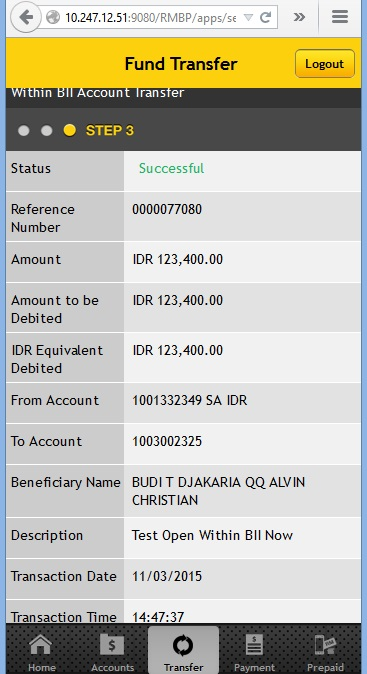 10.247.12.51:9080/RMBP/apps/se
Fund Transfer
Logout
Within BII Account Transfer
STEP 3
Status Successful
Reference Number 0000077080
Amount IDR 123,400.00
Amount to be Debited IDR 123,400.00
IDR Equivalent Debited IDR 123,400.00
From Account 1001332349 SA IDR
To Account 1003002325
Beneficiary Name BUDI T DJAKARIA QQ ALVIN CHRISTIAN
Description Test Open Within BII Now
Transaction Date 11/03/2015
Transaction Time 14:47:37
Home Accounts Transfer Payment Prepaid